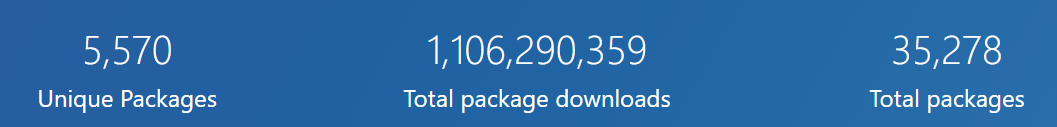 5,570 1,106,290,359 35,278
Unique Packages Total package downloads Total packages